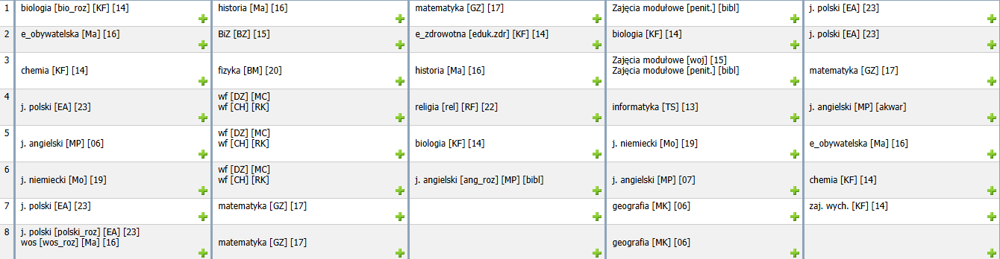 1
biologia [bio_roz] [KF] [14]
historia [Ma] [16]
matematyka [GZ] [17]
Zajęcia modułowe [penit.] [bibl]
j. polski [EA] [23]
2
e_obywatelska [Ma] [16]
BiZ [BZ] [15]
e_zdrowotna [eduk.zdr] [KF] [14]
biologia [KF] [14]
j. polski [EA] [23]
3
chemia [KF] [14]
fizyka [BM] [20]
historia [Ma] [16]
Zajęcia modułowe [woj] [15]
Zajęcia modułowe [penit.] [bibl]
matematyka [GZ] [17]
4
j. polski [EA] [23]
wf [DZ] [MC]
wf [CH] [RK]
religia [rel] [RF] [22]
informatyka [TS] [13]
j. angielski [MP] [akwar]
5
j. angielski [MP] [06]
wf [DZ] [MC]
wf [CH] [RK]
biologia [KF] [14]
j. niemiecki [Mo] [19]
e_obywatelska [Ma] [16]
6
j. niemiecki [Mo] [19]
wf [DZ] [MC]
wf [CH] [RK]
j. angielski [ang_roz] [MP] [bibl]
j. angielski [MP] [07]
chemia [KF] [14]
7
j. polski [EA] [23]
matematyka [GZ] [17]
geografia [MK] [06]
zaj. wych. [KF] [14]
8
j. polski [polski_roz] [EA] [23]
wos [wos_roz] [Ma] [16]
matematyka [GZ] [17]
geografia [MK] [06]